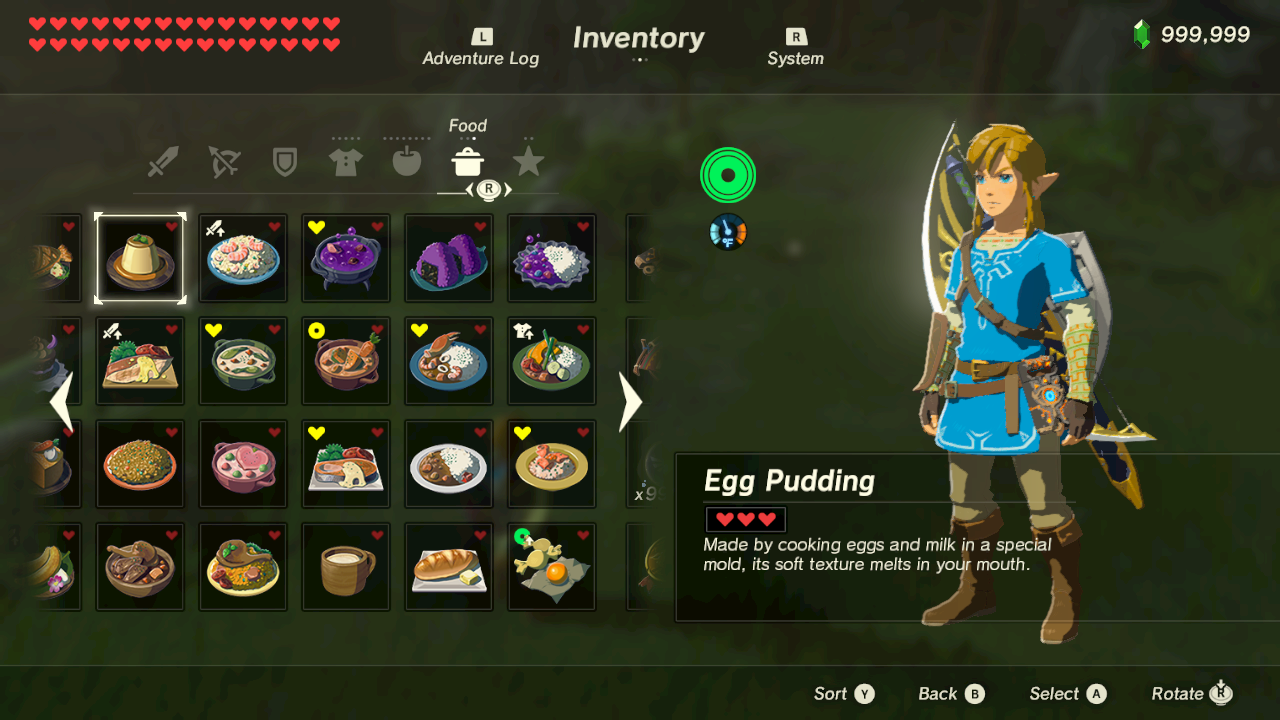 L
Adventure Log
Inventory
R
System
999,999
Food
R
°F
Egg Pudding
Made by cooking eggs and milk in a special
mold, its soft texture melts in your mouth.
Sort Y
Back B
Select A
Rotate R